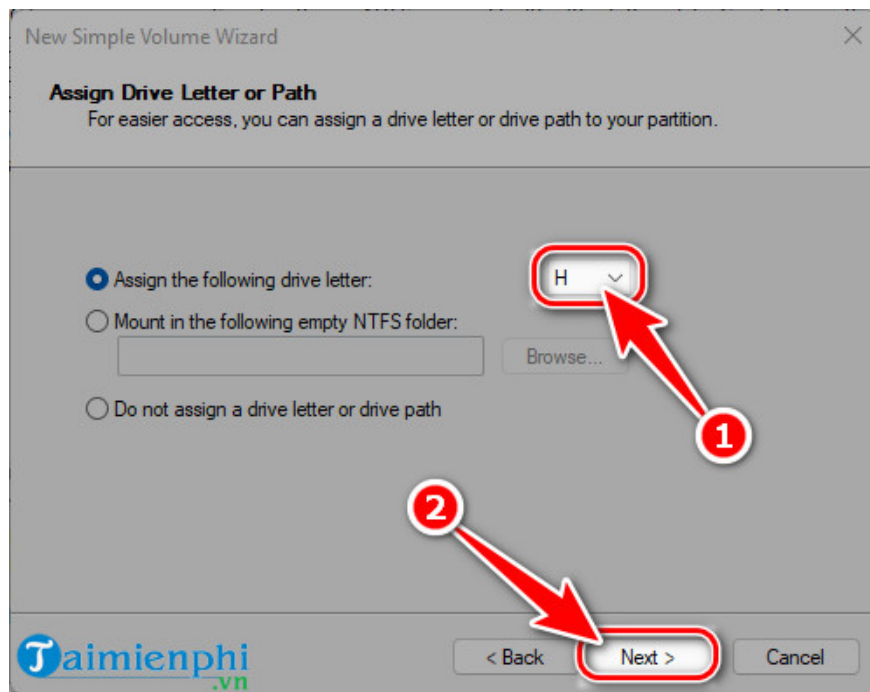 New Simple Volume Wizard
Assign Drive Letter or Path
For easier access, you can assign a drive letter or drive path to your partition.
Assign the following drive letter:
H
Mount in the following empty NTFS folder:
Browse...
Do not assign a drive letter or drive path
1
2
Taimienphi
.vn
< Back
Next >
Cancel